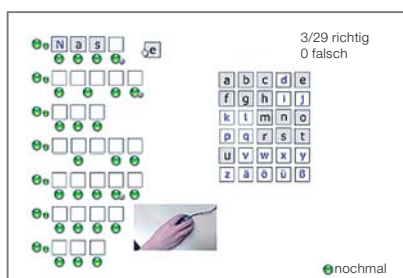 N a s e
3/29 richtig
0 falsch
a b c d e
f g h i j
k l m n o
p q r s t
u v w x y
z ä ö ü ß
nochmal